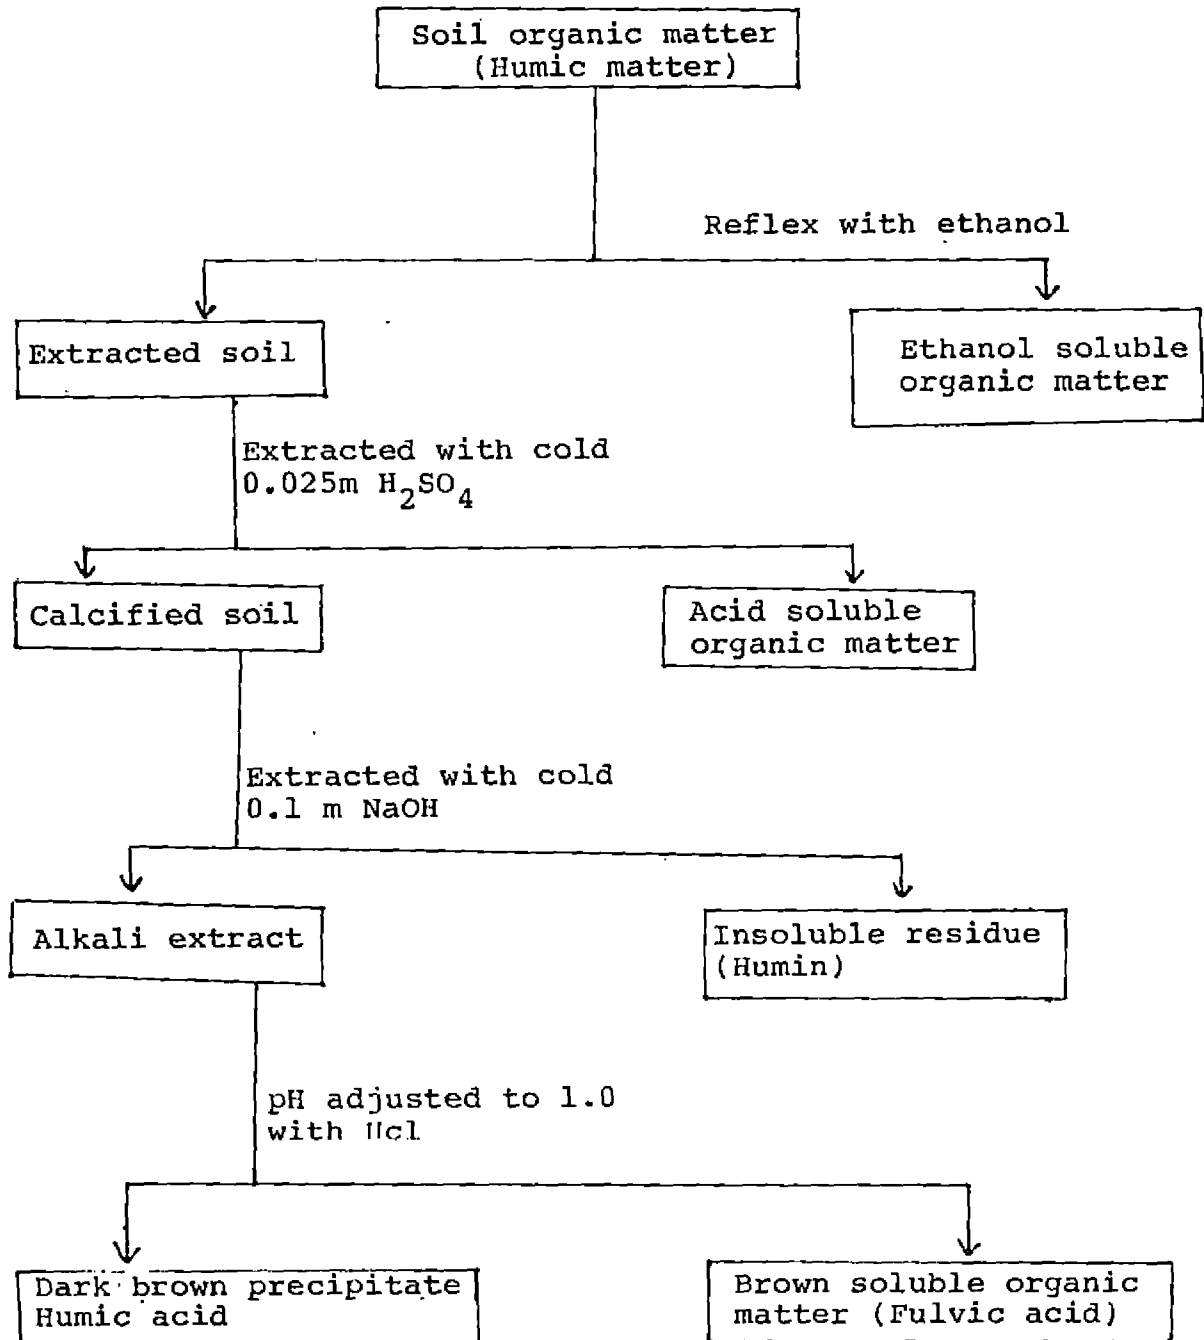 Soil organic matter
(Humic matter)
Reflex with ethanol
Extracted soil
Ethanol soluble
organic matter
Extracted with cold
0.025m H₂SO₄
Calcified soil
Acid soluble
organic matter
Extracted with cold
0.1 m NaOH
Alkali extract
Insoluble residue
(Humin)
pH adjusted to 1.0
with Hcl
Dark brown precipitate
Humic acid
Brown soluble organic
matter (Fulvic acid)